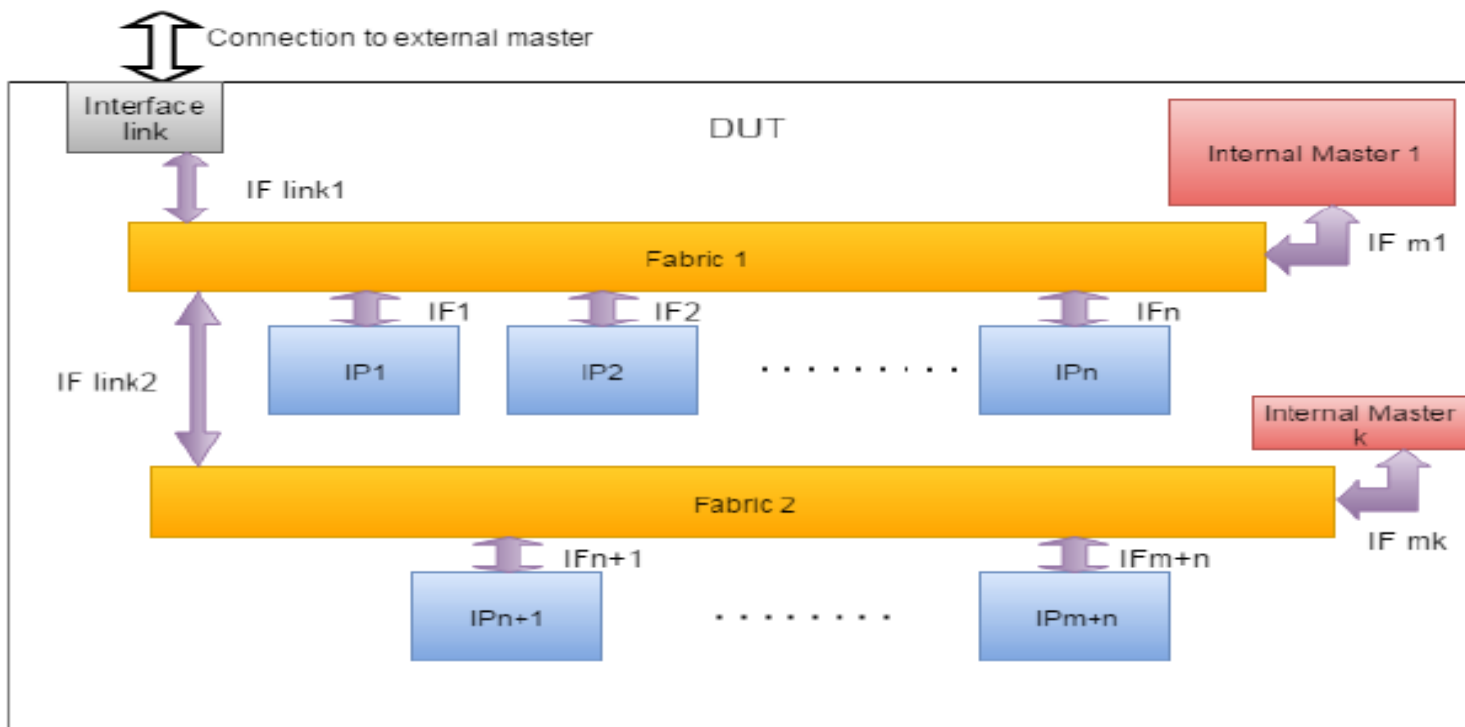 Connection to external master
Interface
link
DUT
Internal Master 1
IF link1
IF m1
Fabric 1
IF1
IF2
IFn
IP1
IP2
IPn
IF link2
Internal Master
k
Fabric 2
IF mk
IFn+1
IFm+n
IPn+1
IPm+n